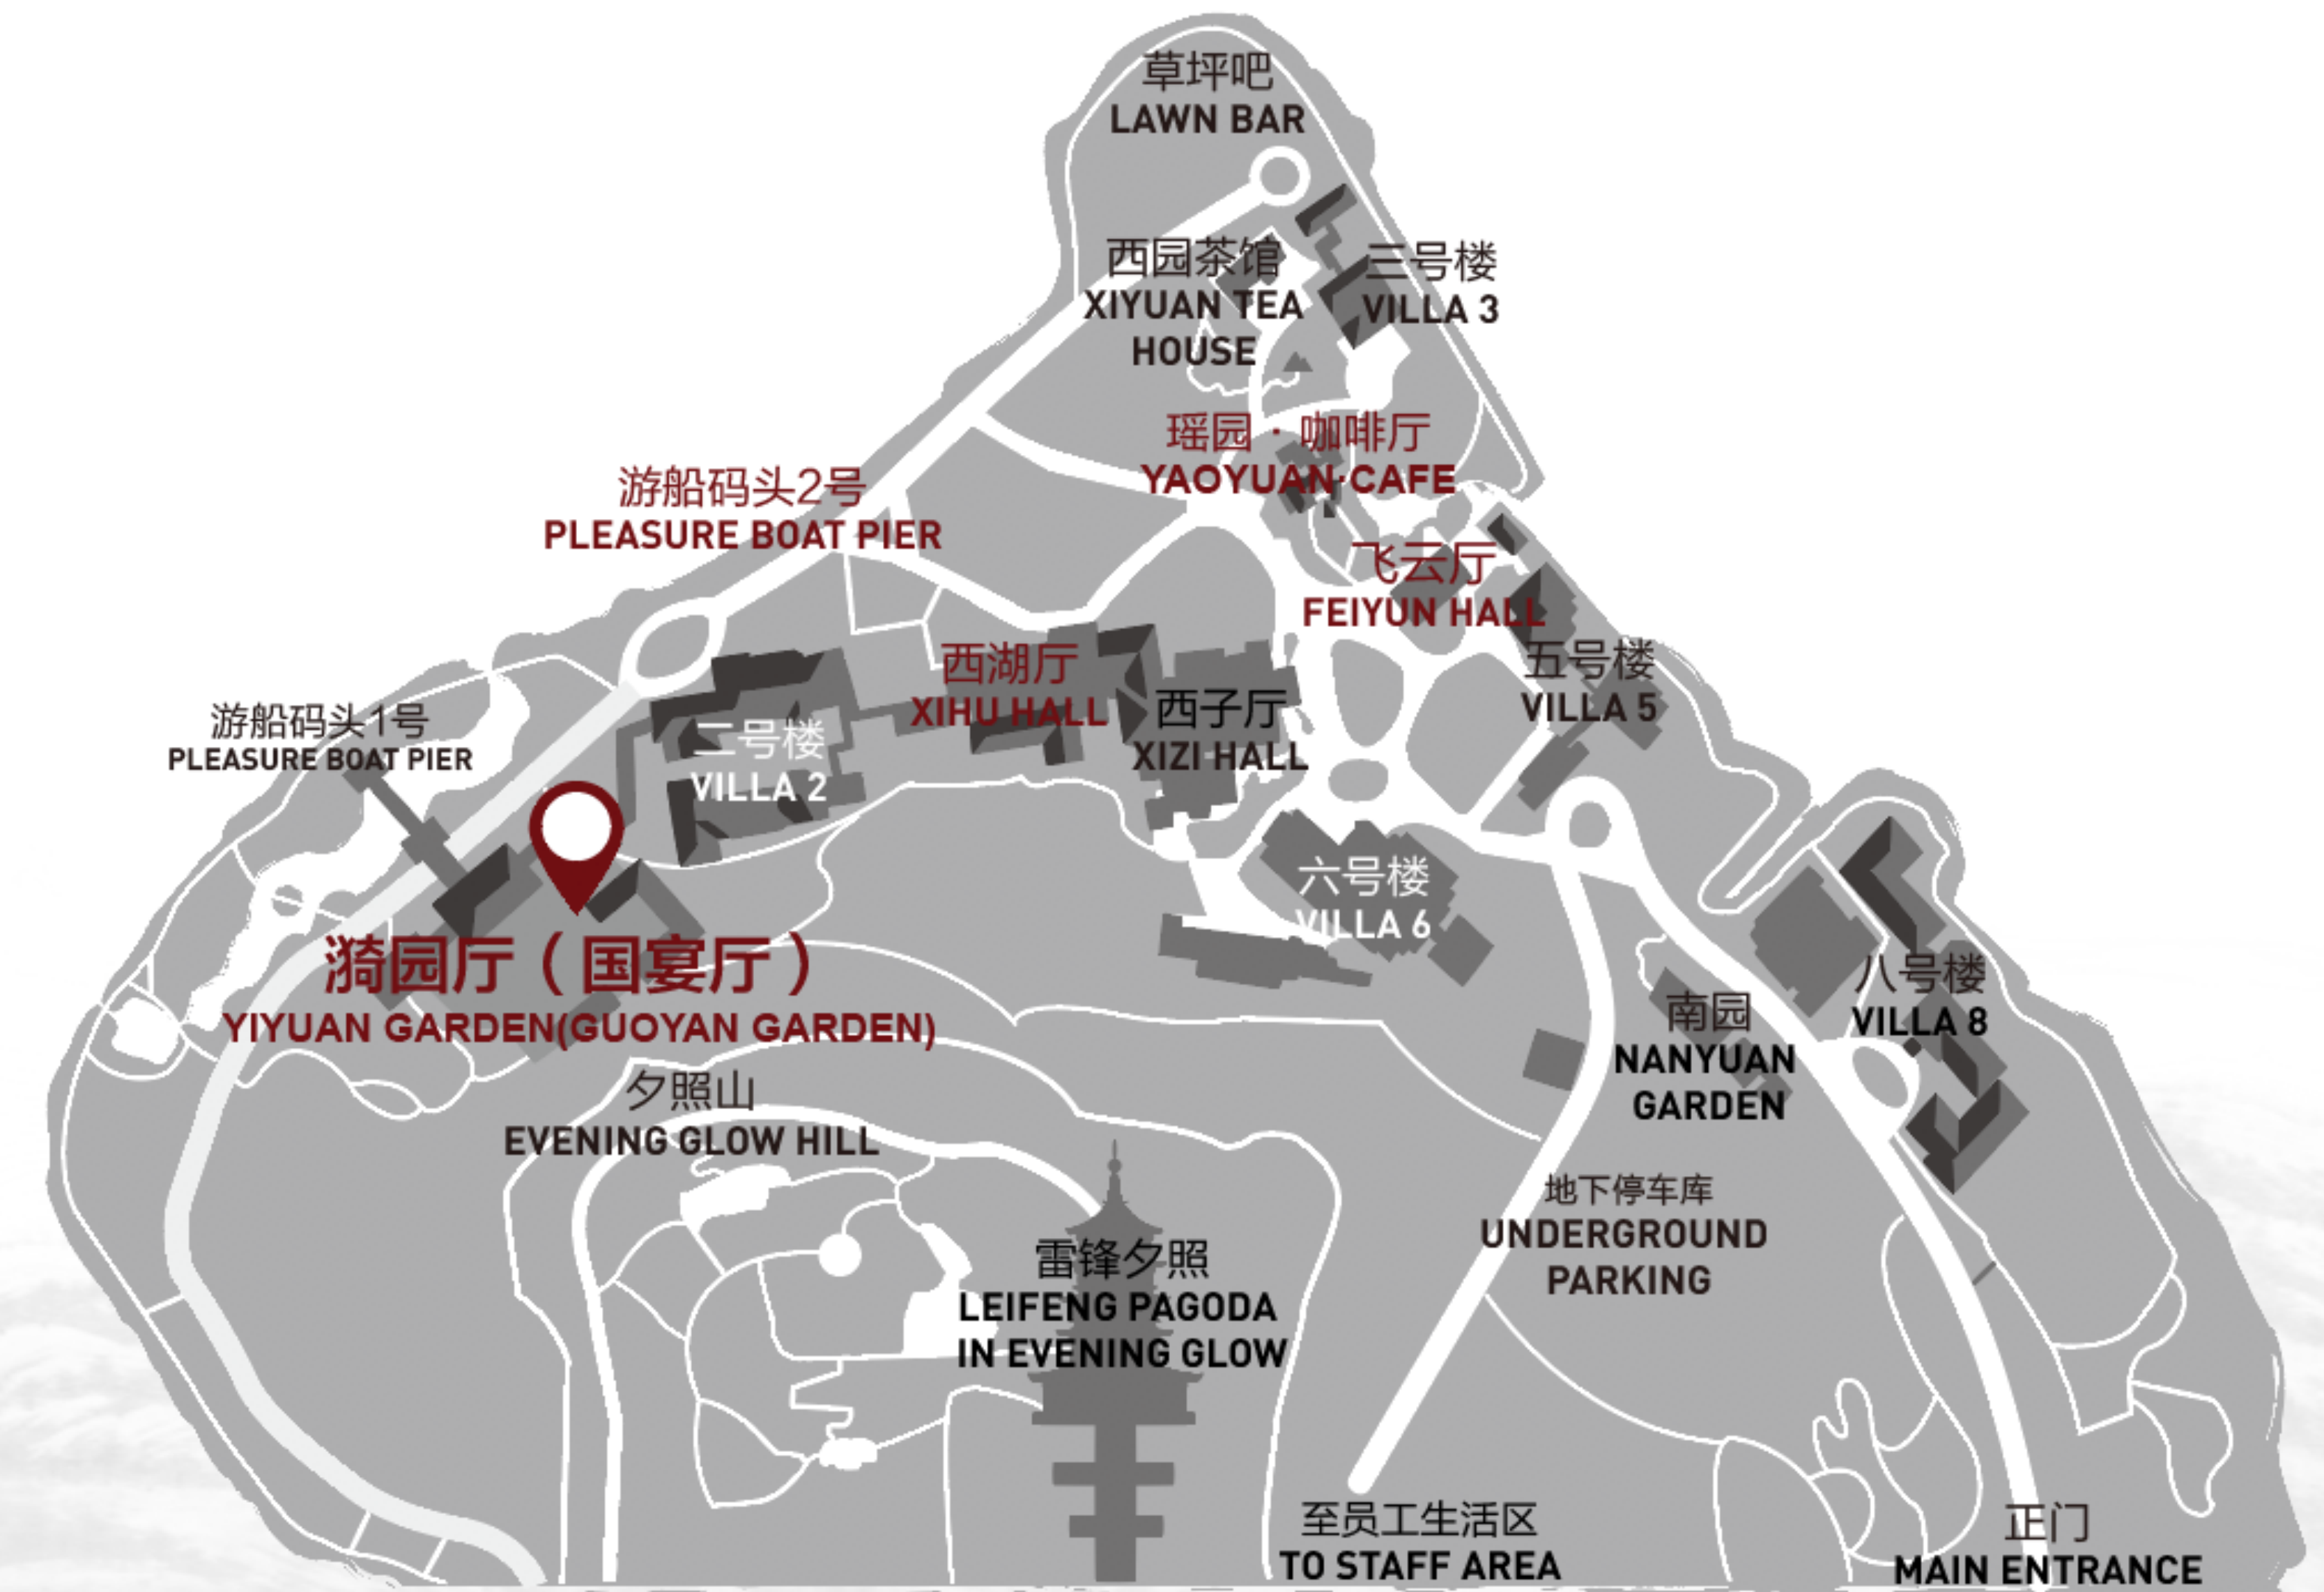 草坪吧
LAWN BAR
西园茶馆
XIYUAN TEA
HOUSE
三号楼
VILLA 3
瑶园·咖啡厅
YAOYUAN·CAFE
游船码头2号
PLEASURE BOAT PIER
飞云厅
FEIYUN HALL
西湖厅
XIHU HALL
西子厅
XIZI HALL
五号楼
VILLA 5
游船码头1号
PLEASURE BOAT PIER
二号楼
VILLA 2
六号楼
VILLA 6
漪园厅（国宴厅）
YIYUAN GARDEN(GUOYAN GARDEN)
八号楼
VILLA 8
南园
NANYUAN
GARDEN
夕照山
EVENING GLOW HILL
地下停车库
UNDERGROUND
PARKING
雷锋夕照
LEIFENG PAGODA
IN EVENING GLOW
至员工生活区
TO STAFF AREA
正门
MAIN ENTRANCE